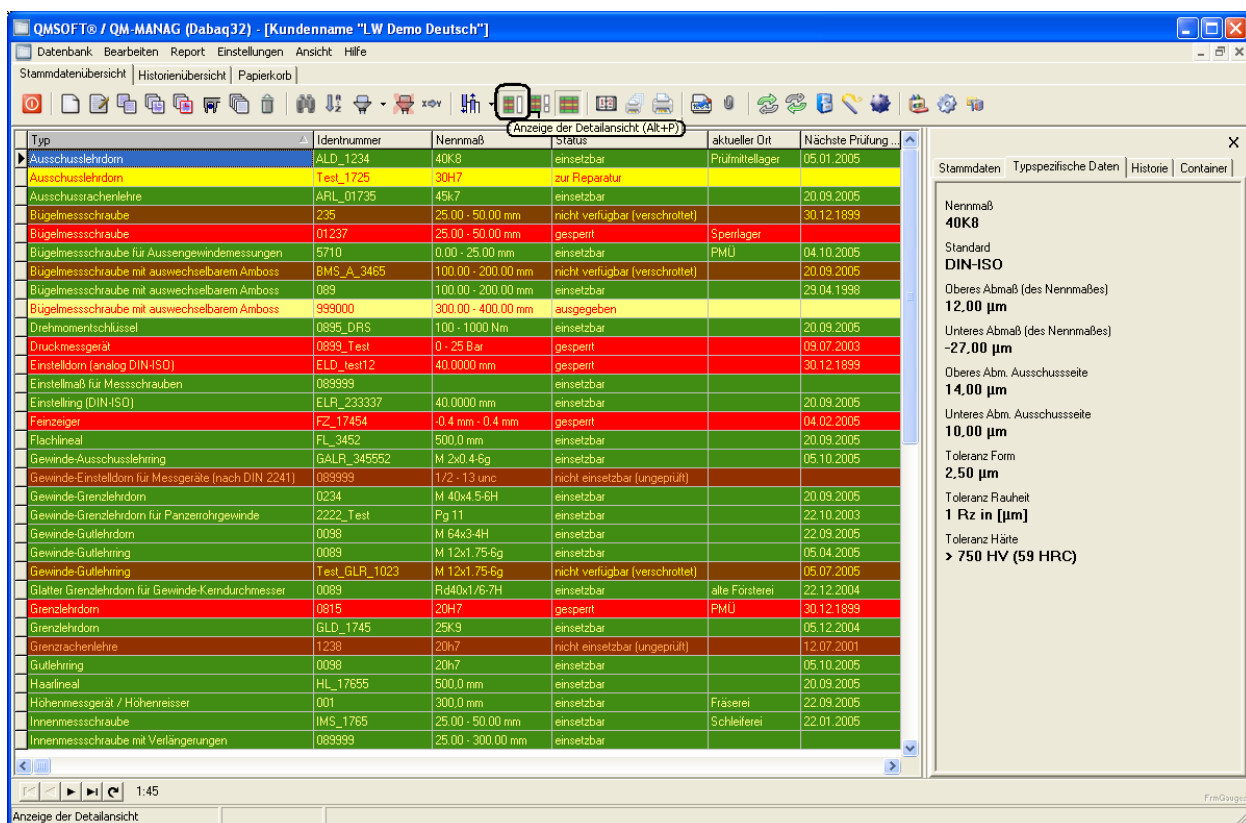 QMSOFT® / QM-MANAG (Dabaq32) - [Kundenname "LW Demo Deutsch"]
Datenbank Bearbeiten Report Einstellungen Ansicht Hilfe
Stammdatenübersicht Historienübersicht Papierkorb
Anzeige der Detailansicht (Alt+P)
Typ Identnummer Nennmaß Status aktueller Ort Nächste Prüfung ...
Ausschusslehrdorn ALD_1234 40K8 einsetzbar Prüfmittellager 05.01.2005
Ausschusslehrdorn Test_1725 30H7 zur Reparatur
Ausschussrachenlehre ARL_01735 45k7 einsetzbar 20.09.2005
Bügelmessschraube 235 25.00 - 50.00 mm nicht verfügbar (verschrottet) 30.12.1899
Bügelmessschraube 01237 25.00 - 50.00 mm gesperrt Sperrlager
Bügelmessschraube für Aussengewindemessungen 5710 0.00 - 25.00 mm einsetzbar PMÜ 04.10.2005
Bügelmessschraube mit auswechselbarem Amboss BMS_A_3465 100.00 - 200.00 mm nicht verfügbar (verschrottet) 20.09.2005
Bügelmessschraube mit auswechselbarem Amboss 089 100.00 - 200.00 mm einsetzbar 29.04.1998
Bügelmessschraube mit auswechselbarem Amboss 999000 300.00 - 400.00 mm ausgegeben
Drehmomentschlüssel 0895_DRS 100 - 1000 Nm einsetzbar 20.09.2005
Druckmessgerät 0899_Test 0 - 25 Bar gesperrt 09.07.2003
Einstelldorn (analog DIN-ISO) ELD_test12 40.0000 mm gesperrt 30.12.1899
Einstellmaß für Messschrauben 089999 einsetzbar
Einstellring (DIN-ISO) ELR_233337 40.0000 mm einsetzbar 20.09.2005
Feinzeiger FZ_17454 -0.4 mm - 0.4 mm gesperrt 04.02.2005
Flachlineal FL_3452 500,0 mm einsetzbar 20.09.2005
Gewinde-Ausschusslehrring GALR_345552 M 2x0.4-6g einsetzbar 05.10.2005
Gewinde-Einstelldorn für Messgeräte (nach DIN 2241) 089999 1/2 - 13 unc nicht einsetzbar (ungeprüft)
Gewinde-Grenzlehrdorn 0234 M 40x4.5-6H einsetzbar 20.09.2005
Gewinde-Grenzlehrdorn für Panzerrohrgewinde 2222_Test Pg 11 einsetzbar 22.10.2003
Gewinde-Gutlehrdorn 0098 M 64x3-4H einsetzbar 22.09.2005
Gewinde-Gutlehrring 0089 M 12x1.75-6g einsetzbar 05.04.2005
Gewinde-Gutlehrring Test_GLR_1023 M 12x1.75-6g nicht verfügbar (verschrottet) 05.07.2005
Glatter Grenzlehrdorn für Gewinde-Kerndurchmesser 0089 Rd40x1/6-7H einsetzbar alte Försterei 22.12.2004
Grenzlehrdorn 0815 20H7 gesperrt PMÜ 30.12.1899
Grenzlehrdorn GLD_1745 25K9 einsetzbar 05.12.2004
Grenzrachenlehre 1238 20h7 nicht einsetzbar (ungeprüft) 12.07.2001
Gutlehrring 0098 20h7 einsetzbar 05.10.2005
Haarlineal HL_17655 500,0 mm einsetzbar 20.09.2005
Höhenmessgerät / Höhenreisser 001 300,0 mm einsetzbar Fräserei 22.09.2005
Innenmessschraube IMS_1765 25.00 - 50.00 mm einsetzbar Schleiferei 22.01.2005
Innenmessschraube mit Verlängerungen 089999 25.00 - 300.00 mm einsetzbar
Stammdaten Typspezifische Daten Historie Container
Nennmaß
40K8
Standard
DIN-ISO
Oberes Abmaß (des Nennmaßes)
12,00 µm
Unteres Abmaß (des Nennmaßes)
-27,00 µm
Oberes Abm. Ausschussseite
14,00 µm
Unteres Abm. Ausschussseite
10,00 µm
Toleranz Form
2,50 µm
Toleranz Rauheit
1 Rz in [µm]
Toleranz Härte
> 750 HV (59 HRC)
1:45
FrmGauges
Anzeige der Detailansicht